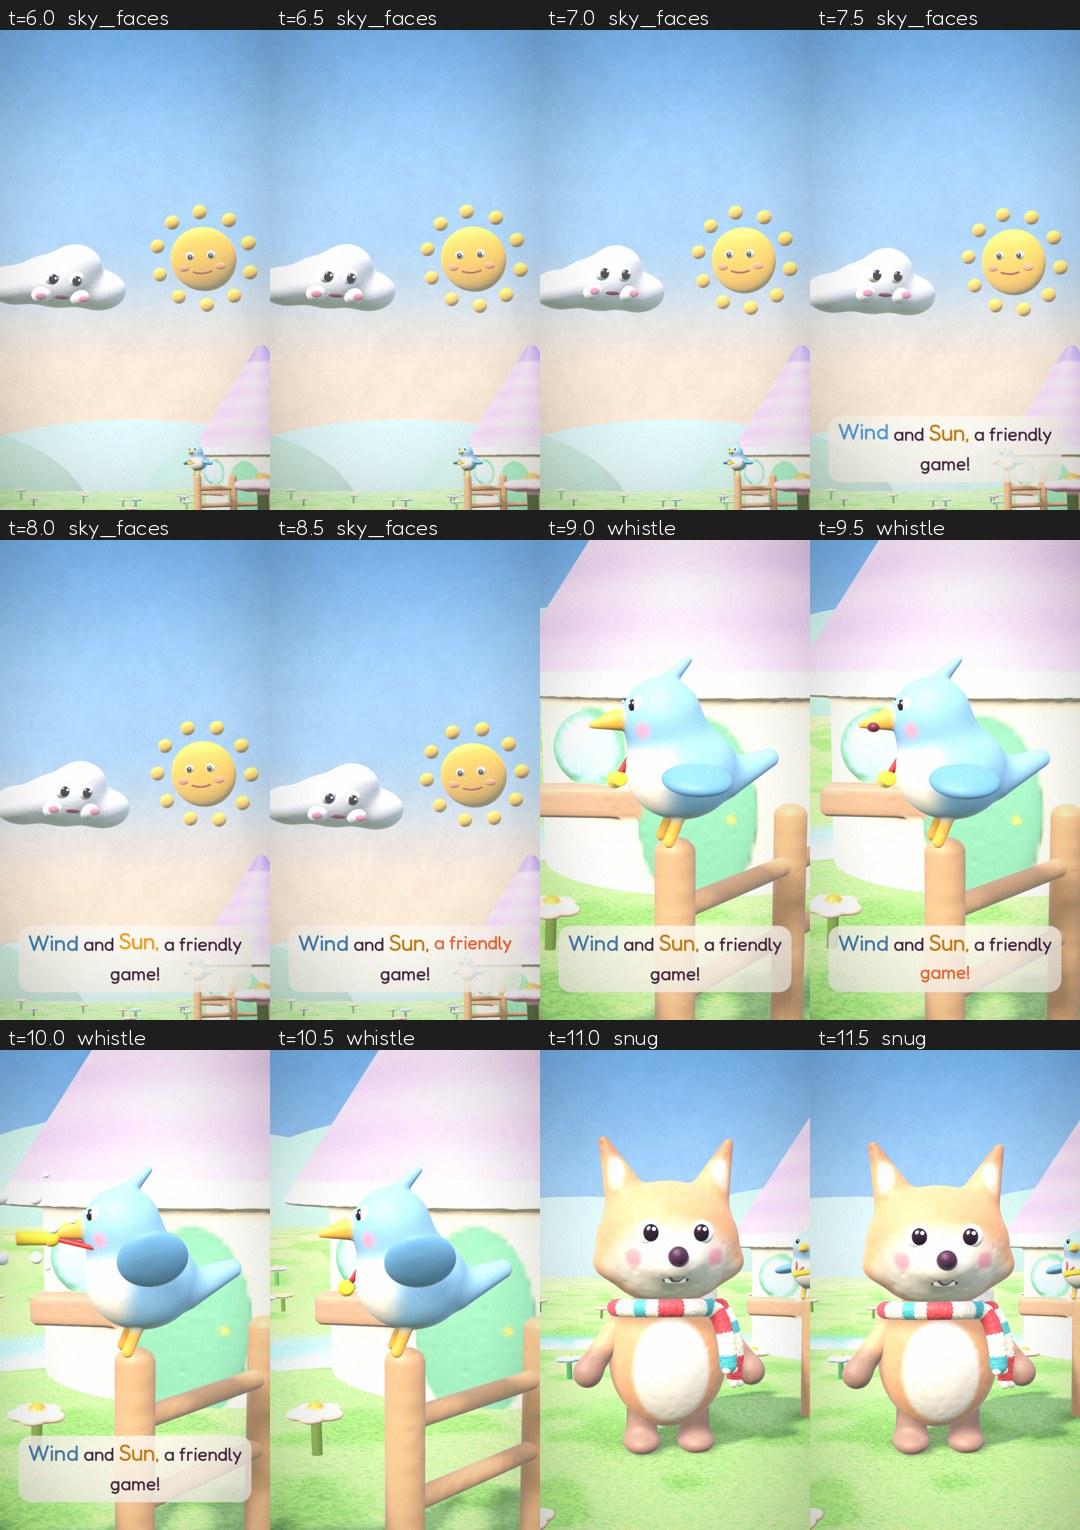 t=6.0 sky_faces
t=6.5 sky_faces
t=7.0 sky_faces
t=7.5 sky_faces
Wind and Sun, a friendly
game!
t=8.0 sky_faces
t=8.5 sky_faces
t=9.0 whistle
t=9.5 whistle
Wind and Sun, a friendly
game!
Wind and Sun, a friendly
game!
Wind and Sun, a friendly
game!
Wind and Sun, a friendly
game!
t=10.0 whistle
t=10.5 whistle
t=11.0 snug
t=11.5 snug
Wind and Sun, a friendly
game!